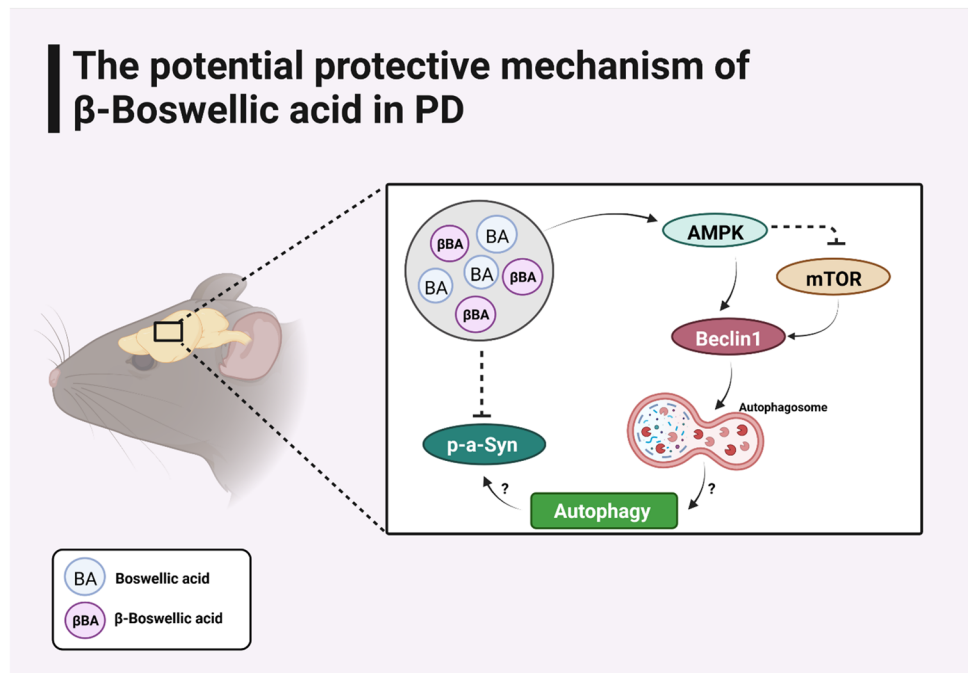 The potential protective mechanism of
β-Boswellic acid in PD
βBA
BA
BA
BA
βBA
βBA
AMPK
mTOR
Beclin1
Autophagosome
p-a-Syn
?
Autophagy
?
BA Boswellic acid
βBA β-Boswellic acid